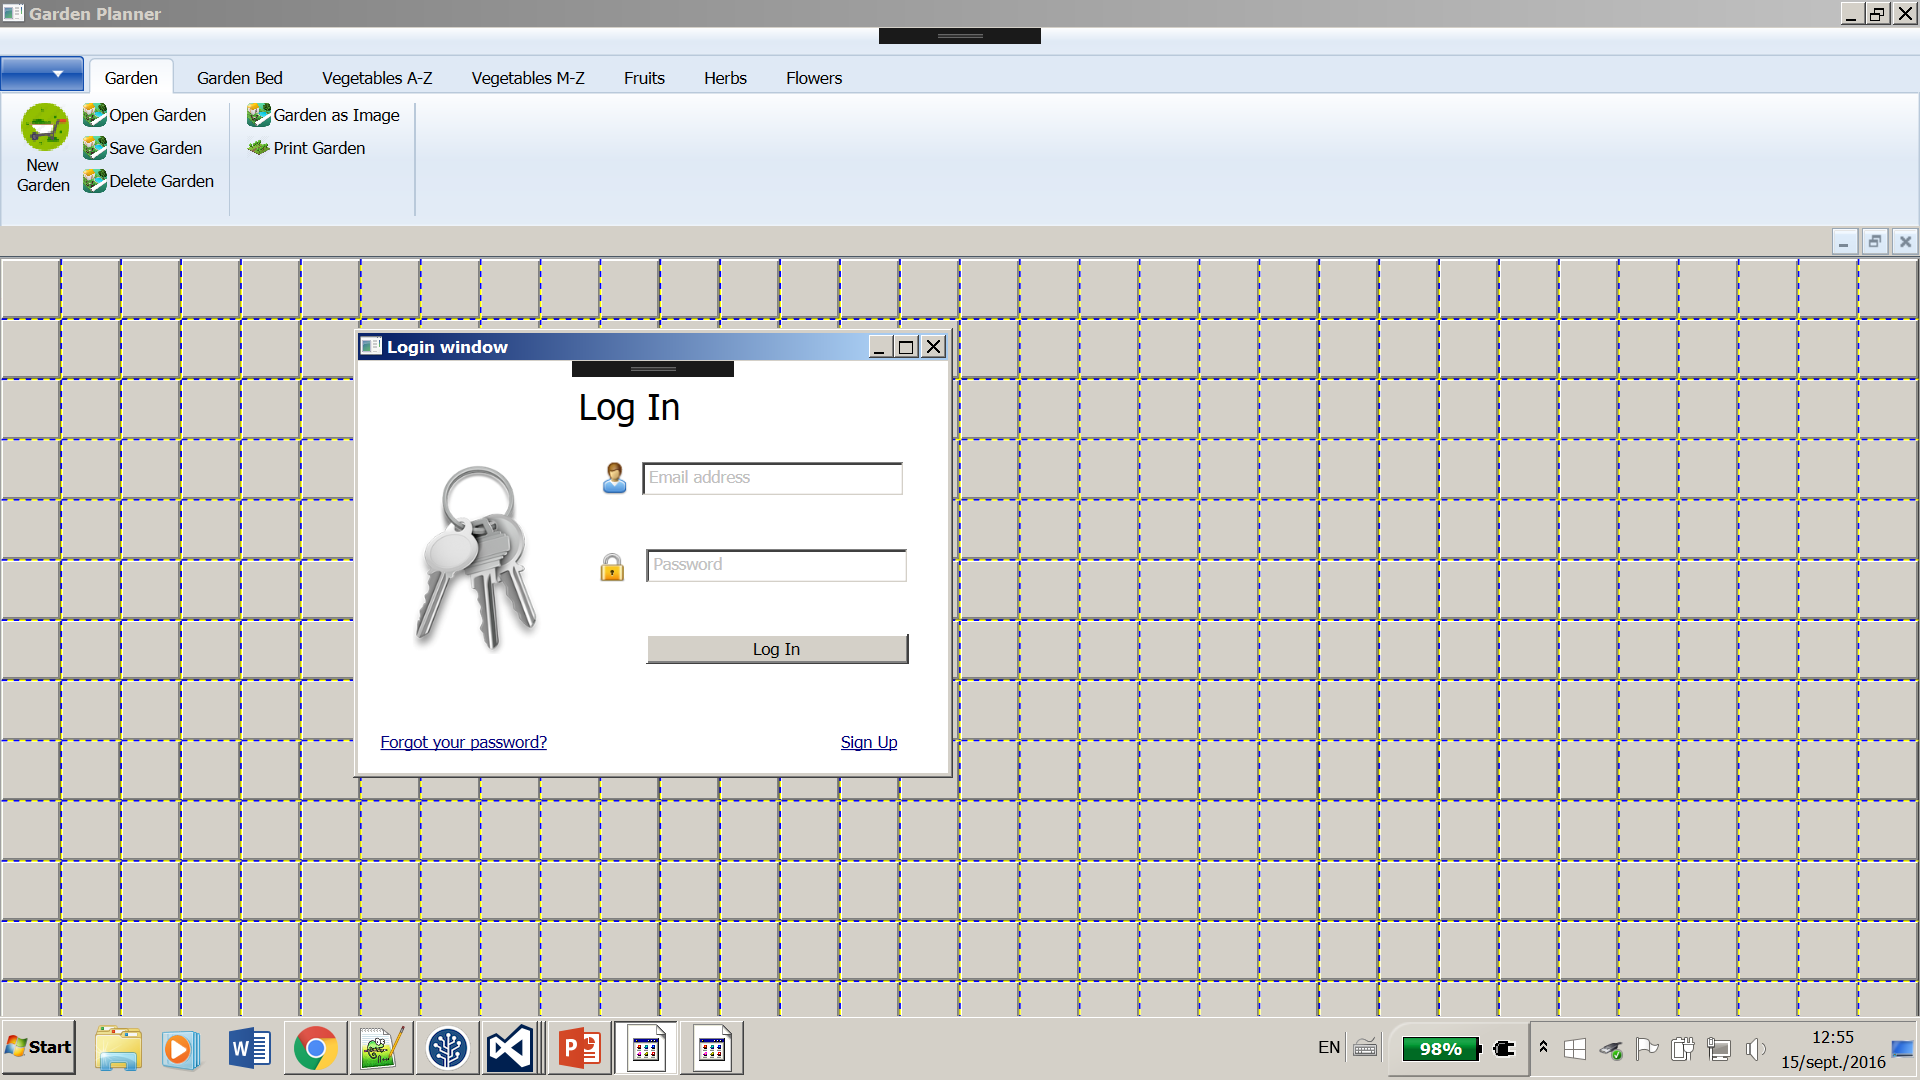 Garden Planner
Garden Garden Bed Vegetables A-Z Vegetables M-Z Fruits Herbs Flowers
New
Garden
Open Garden
Save Garden
Delete Garden
Garden as Image
Print Garden
Login window
Log In
Email address
Password
Log In
Forgot your password? Sign Up
Start
EN
98%
12:55
15/sept./2016